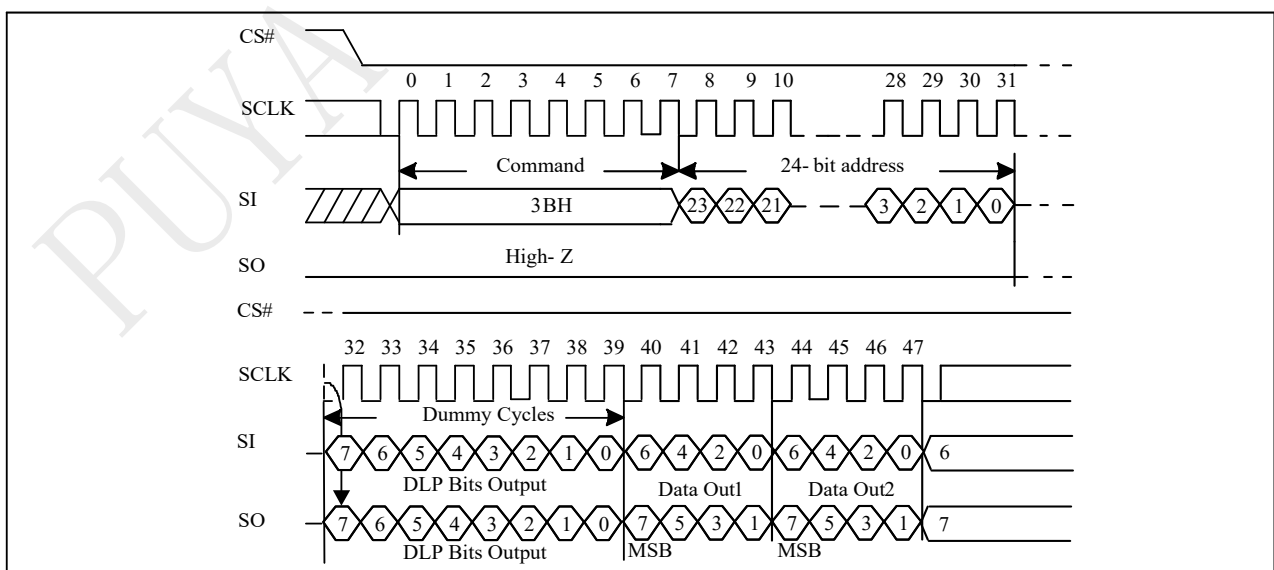 PUYA
CS#
0 1 2 3 4 5 6 7 8 9 10 28 29 30 31
SCLK
Command 24- bit address
SI 3BH 23 22 21 3 2 1 0
High- Z
SO
CS#
32 33 34 35 36 37 38 39 40 41 42 43 44 45 46 47
SCLK
Dummy Cycles
SI 7 6 5 4 3 2 1 0 6 4 2 0 6 4 2 0 6
DLP Bits Output Data Out1 Data Out2
SO 7 6 5 4 3 2 1 0 7 5 3 1 7 5 3 1 7
DLP Bits Output MSB MSB